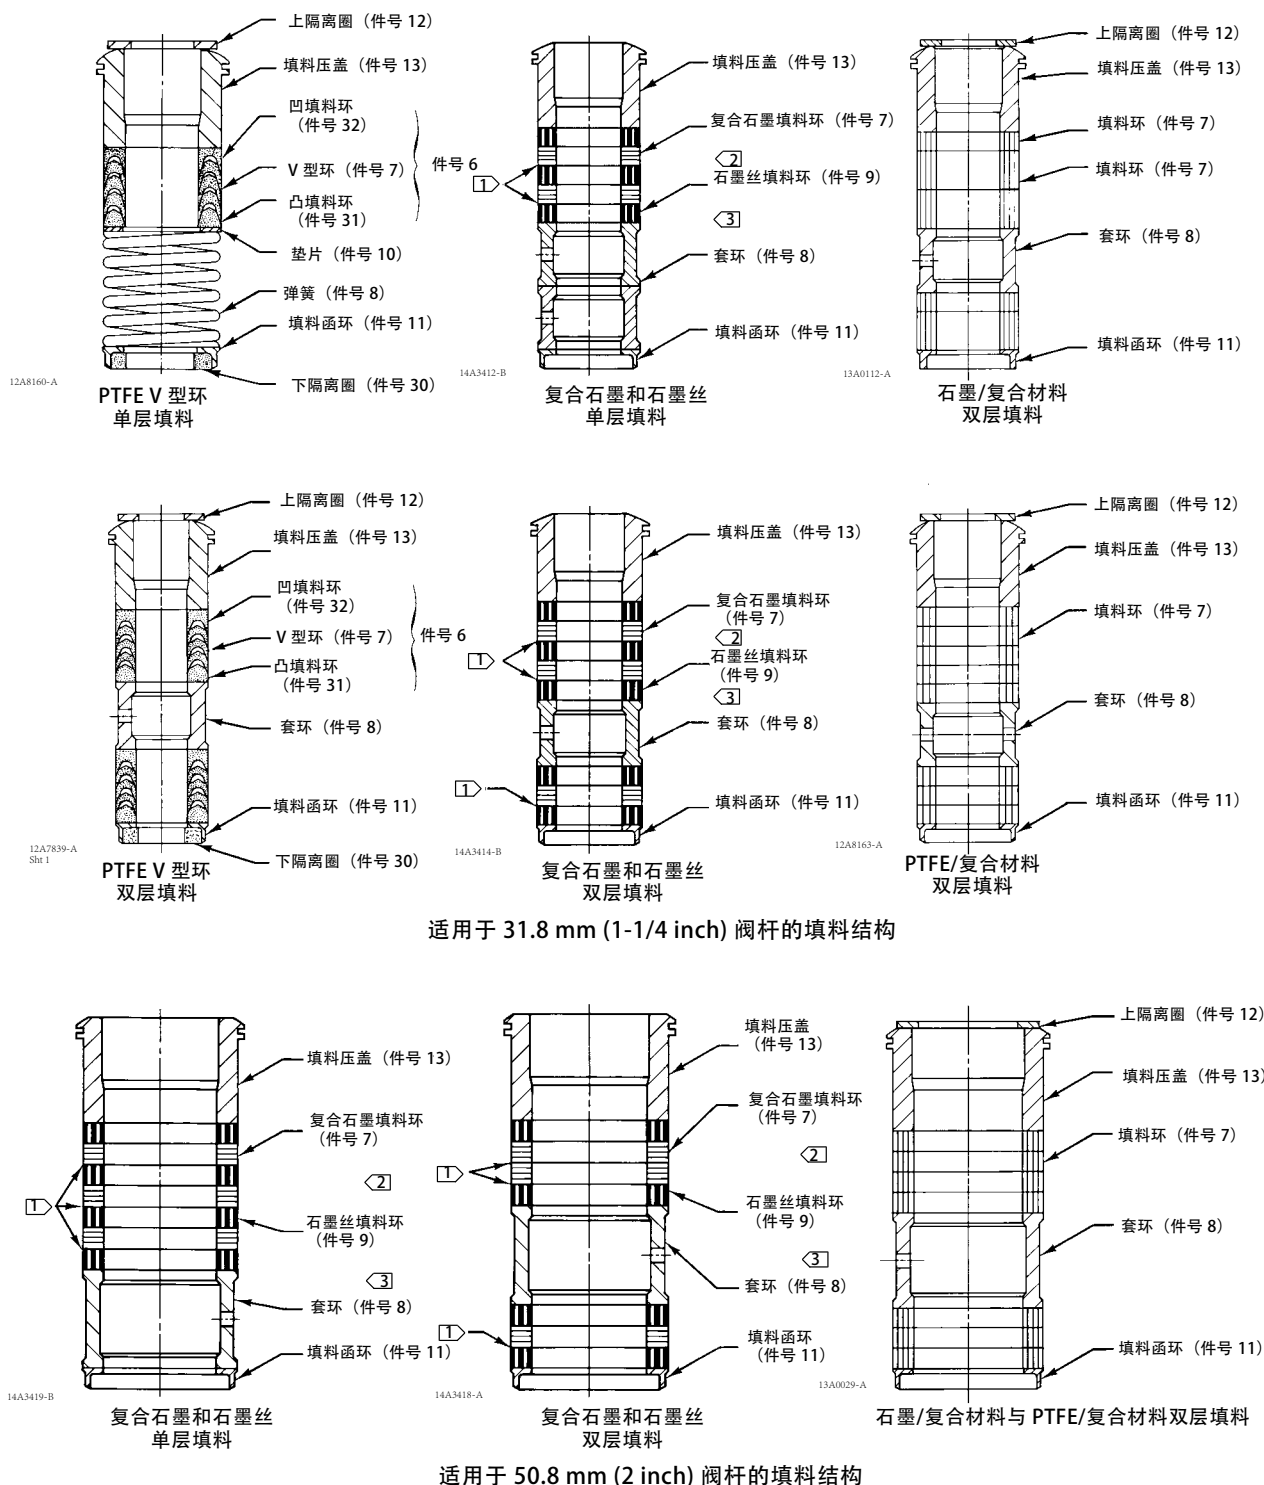 上隔离圈（件号 12）
填料压盖（件号 13）
凹填料环
（件号 32）
V 型环（件号 7）
件号 6
凸填料环
（件号 31）
垫片（件号 10）
弹簧（件号 8）
填料函环（件号 11）
下隔离圈（件号 30）
12A8160-A
PTFE V 型环
单层填料
填料压盖（件号 13）
复合石墨填料环（件号 7）
2
1
石墨丝填料环（件号 9）
3
套环（件号 8）
填料函环（件号 11）
14A3412-B
复合石墨和石墨丝
单层填料
上隔离圈（件号 12）
填料压盖（件号 13）
填料环（件号 7）
填料环（件号 7）
套环（件号 8）
填料函环（件号 11）
13A0112-A
石墨/复合材料
双层填料
上隔离圈（件号 12）
填料压盖（件号 13）
凹填料环
（件号 32）
V 型环（件号 7）
件号 6
凸填料环
（件号 31）
套环（件号 8）
填料函环（件号 11）
下隔离圈（件号 30）
12A7839-A
Sht 1
PTFE V 型环
双层填料
填料压盖（件号 13）
复合石墨填料环
（件号 7）
2
1
石墨丝填料环
（件号 9）
3
套环（件号 8）
1
填料函环（件号 11）
14A3414-B
复合石墨和石墨丝
双层填料
上隔离圈（件号 12）
填料压盖（件号 13）
填料环（件号 7）
套环（件号 8）
填料函环（件号 11）
12A8163-A
PTFE/复合材料
双层填料
适用于 31.8 mm (1-1/4 inch) 阀杆的填料结构
填料压盖（件号 13）
复合石墨填料环
（件号 7）
2
1
石墨丝填料环
（件号 9）
3
套环（件号 8）
填料函环（件号 11）
14A3419-B
复合石墨和石墨丝
单层填料
填料压盖
（件号 13）
复合石墨填料环
（件号 7）
2
1
石墨丝填料环
（件号 9）
3
套环（件号 8）
1
填料函环
（件号 11）
14A3418-A
复合石墨和石墨丝
双层填料
上隔离圈（件号 12）
填料压盖（件号 13）
填料环（件号 7）
套环（件号 8）
填料函环（件号 11）
13A0029-A
石墨/复合材料与 PTFE/复合材料双层填料
适用于 50.8 mm (2 inch) 阀杆的填料结构